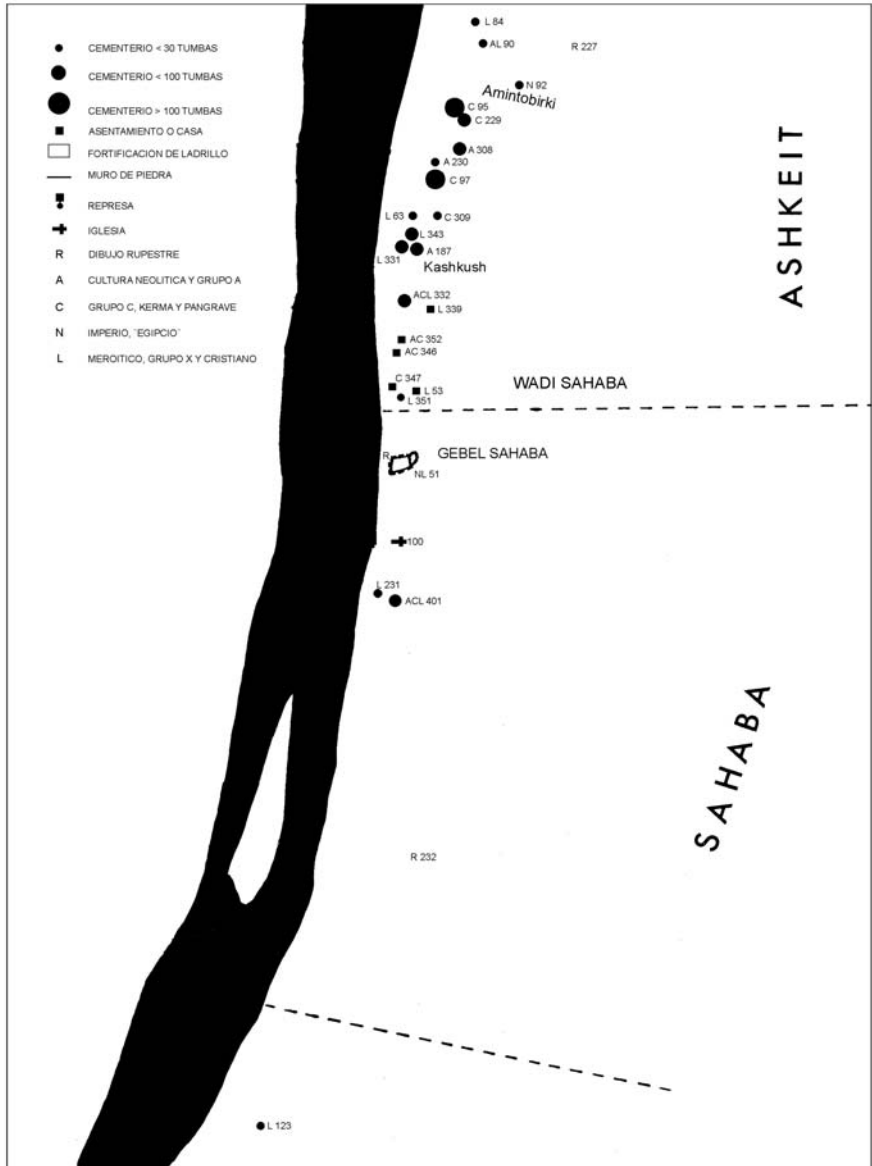 CEMENTERIO < 30 TUMBAS
CEMENTERIO < 100 TUMBAS
CEMENTERIO > 100 TUMBAS
ASENTAMIENTO O CASA
FORTIFICACION DE LADRILLO
MURO DE PIEDRA
REPRESA
IGLESIA
R DIBUJO RUPESTRE
A CULTURA NEOLITICA Y GRUPO A
C GRUPO C, KERMA Y PANGRAVE
N IMPERIO, ¨EGIPCIO¨
L MEROITICO, GRUPO X Y CRISTIANO
L 84
AL 90
R 227
N 92
Amintobirki
C 95
C 229
A 308
A 230
C 97
L 63
C 309
L 343
L 331
A 187
Kashkush
ACL 332
L 339
AC 352
AC 346
C 347
L 53
L 351
ASHKEIT
WADI SAHABA
GEBEL SAHABA
R
NL 51
100
L 231
ACL 401
SAHABA
R 232
L 123